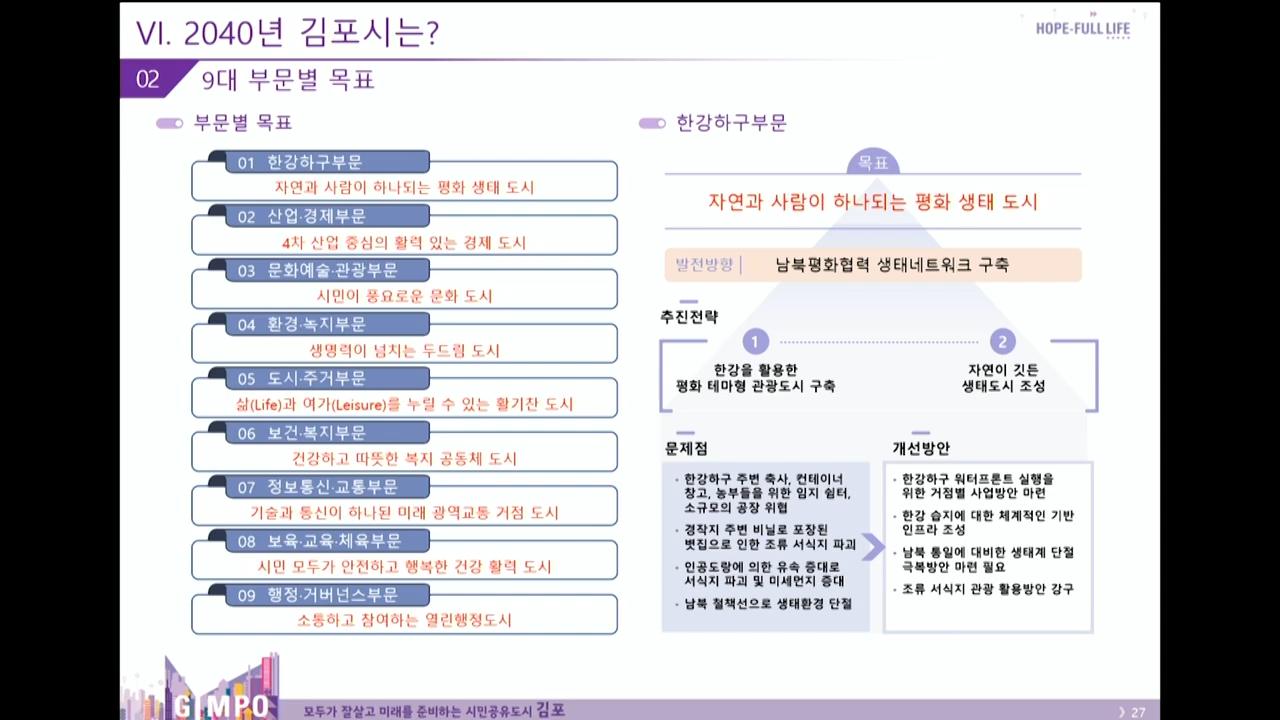 VI. 2040년 김포시는?
HOPE-FULL LIFE
02 9대 부문별 목표
부문별 목표
01 한강하구부문
자연과 사람이 하나되는 평화 생태 도시
02 산업·경제부문
4차 산업 중심의 활력 있는 경제 도시
03 문화예술·관광부문
시민이 풍요로운 문화 도시
04 환경·녹지부문
생명력이 넘치는 두드림 도시
05 도시·주거부문
삶(Life)과 여가(Leisure)를 누릴 수 있는 활기찬 도시
06 보건·복지부문
건강하고 따뜻한 복지 공동체 도시
07 정보통신·교통부문
기술과 통신이 하나된 미래 광역교통 거점 도시
08 보육·교육·체육부문
시민 모두가 안전하고 행복한 건강 활력 도시
09 행정·거버넌스부문
소통하고 참여하는 열린행정도시
한강하구부문
목표
자연과 사람이 하나되는 평화 생태 도시
발전방향 | 남북평화협력 생태네트워크 구축
추진전략
1
한강을 활용한
평화 테마형 관광도시 구축
2
자연이 깃든
생태도시 조성
문제점
· 한강하구 주변 축사, 컨테이너
창고, 농부들을 위한 임지 쉼터,
소규모의 공장 위협
· 경작지 주변 비닐로 포장된
볏짚으로 인한 조류 서식지 파괴
· 인공도랑에 의한 유속 증대로
서식지 파괴 및 미세먼지 증대
· 남북 철책선으로 생태환경 단절
개선방안
· 한강하구 워터프론트 실행을
위한 거점별 사업방안 마련
· 한강 습지에 대한 체계적인 기반
인프라 조성
· 남북 통일에 대비한 생태계 단절
극복방안 마련 필요
· 조류 서식지 관광 활용방안 강구
GIMPO
모두가 잘살고 미래를 준비하는 시민공유도시 김포
》27